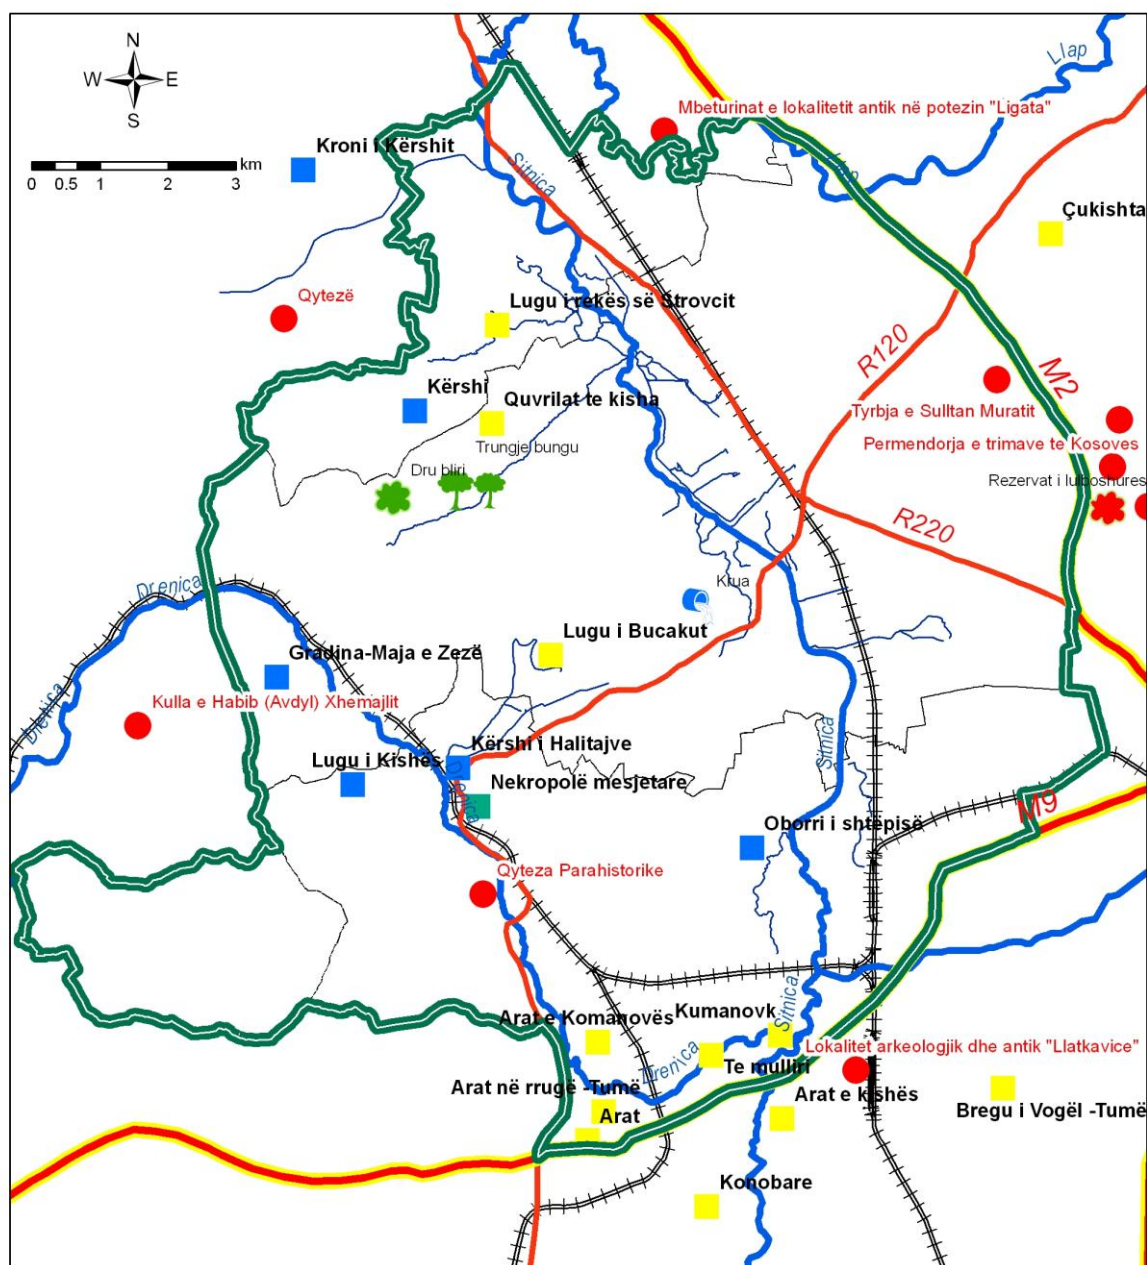 N
W E
S
km
0 0.5 1 2 3
Llap
Mbeturinat e lokalitetit antik në potezin "Ligata"
Kroni i Kërshit
Sitnica
Llap
Çukishta
Qytezë
Lugu i rekës së Strovcit
R120
M2
Kërshi
Quvrilat te kisha
Tyrbja e Sulltan Muratit
Permendorja e trimave te Kosoves
Trungje bungu
Dru bliri
Rezervat i lulboshures
R220
Drenica
Krua
Lugu i Bucakut
Gradina-Maja e Zezë
Drenica
Kulla e Habib (Avdyl) Xhemajlit
Sitnica
Kërshi i Halitajve
Lugu i Kishës
Drenica
Nekropolë mesjetare
M9
Oborri i shtëpisë
Qyteza Parahistorike
Sitnica
Arat e Komanovës
Kumanovk
Lokalitet arkeologjik dhe antik "Llatkavice"
Drenica
Te mulliri
Arat në rrugë -Tumë
Arat e kishës
Arat
Bregu i Vogël -Tumë
Konobare